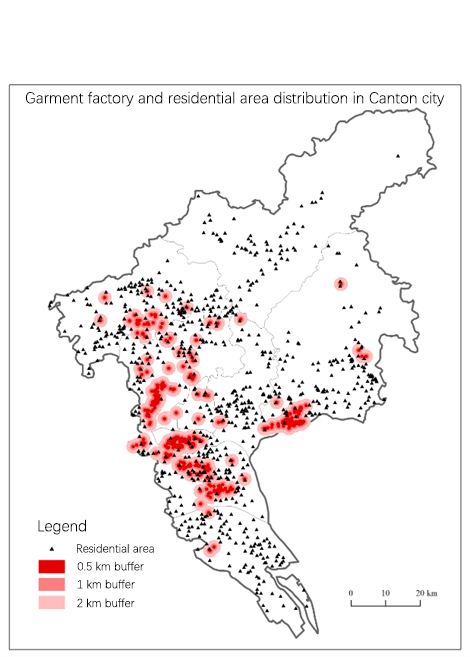 Garment factory and residential area distribution in Canton city
Legend
Residential area
0.5 km buffer
1 km buffer
2 km buffer
0 10 20 km